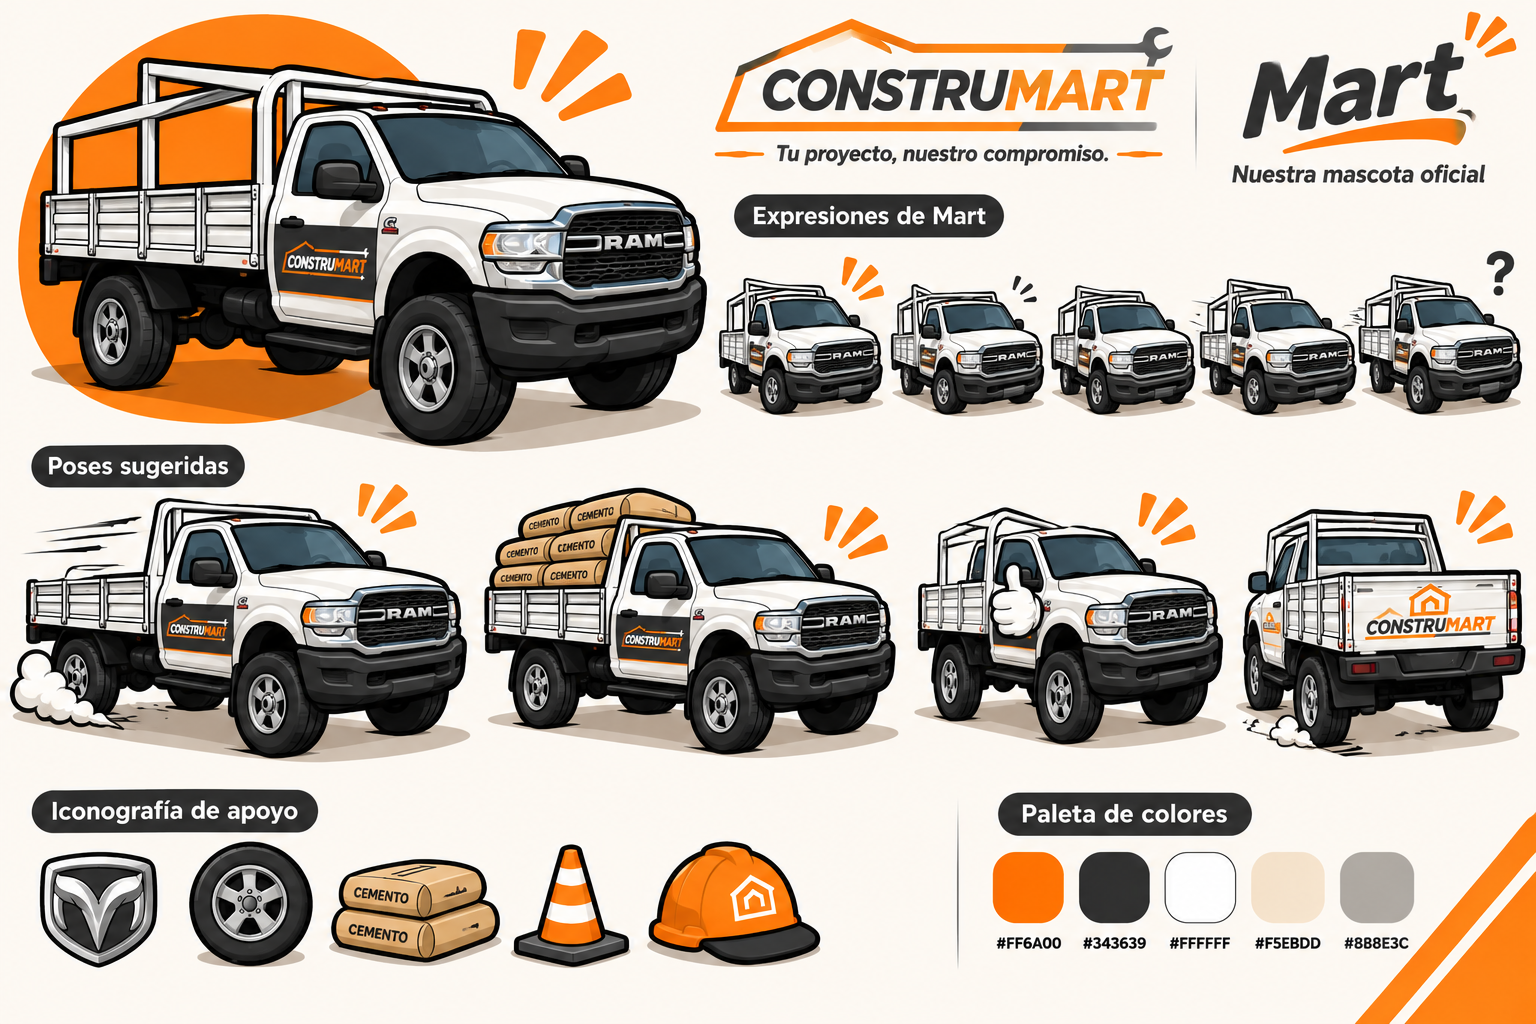 CONSTRUMART
Tu proyecto, nuestro compromiso.
Mart
Nuestra mascota oficial
RAM
CONSTRUMART
Expresiones de Mart
?
RAM
RAM
RAM
RAM
RAM
Poses sugeridas
RAM
CONSTRUMART
CEMENTO
CEMENTO
CEMENTO
CEMENTO
CEMENTO
CEMENTO
RAM
CONSTRUMART
RAM
CONSTRUMART
Iconografía de apoyo
CEMENTO
CEMENTO
Paleta de colores
#FF6A00 #343639 #FFFFFF #F5EBDD #888E3C